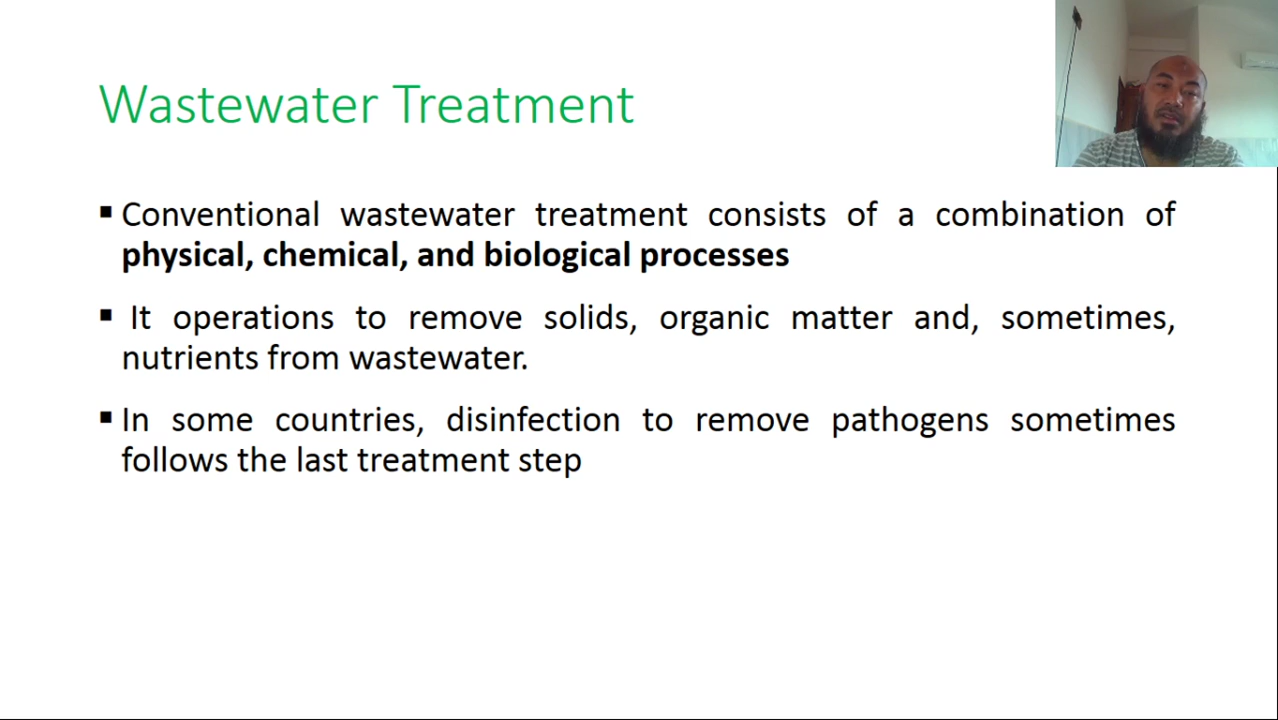 Wastewater Treatment
▪ Conventional wastewater treatment consists of a combination of
physical, chemical, and biological processes
▪ It operations to remove solids, organic matter and, sometimes,
nutrients from wastewater.
▪ In some countries, disinfection to remove pathogens sometimes
follows the last treatment step